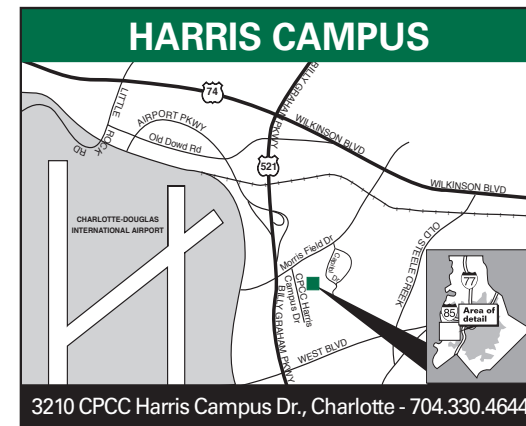 HARRIS CAMPUS
74
BILLY GRAHAM PKWY
LITTLE ROCK RD
AIRPORT PKWY
WILKINSON BLVD
Old Dowd Rd
521
WILKINSON BLVD
CHARLOTTE-DOUGLAS
INTERNATIONAL AIRPORT
Morris Field Dr
Capital Dr
OLD STEELE CREEK
CPCC Harris
Campus Dr
BILLY GRAHAM PKWY
WEST BLVD
77
85
Area of
detail
3210 CPCC Harris Campus Dr., Charlotte - 704.330.4644